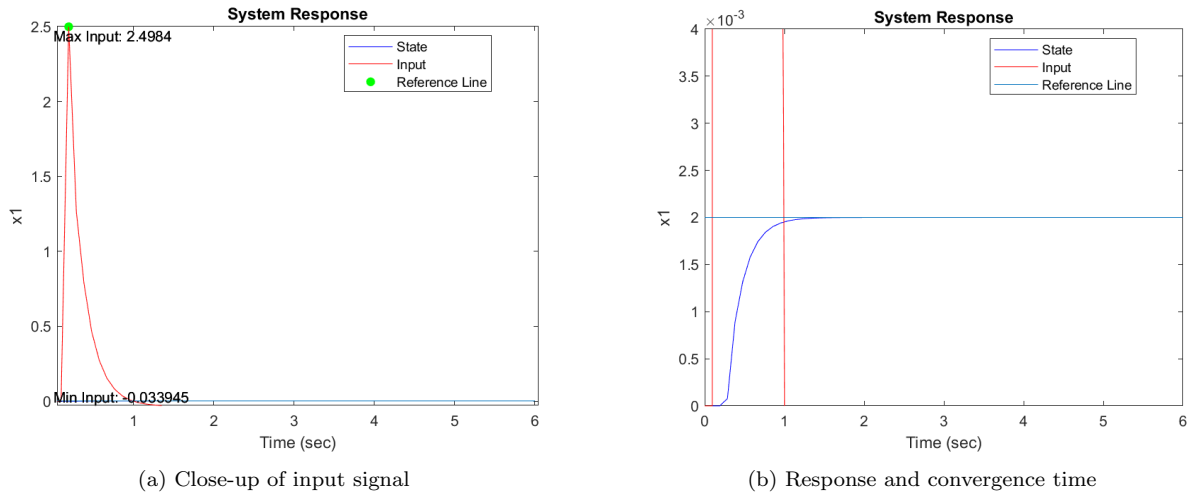 System Response
2.5
Max Input: 2.4984
State
Input
Reference Line
2
1.5
x1
1
0.5
Min Input: -0.033945
0
1 2 3 4 5 6
Time (sec)
(a) Close-up of input signal
System Response
×10⁻³
4
State
Input
Reference Line
3.5
3
2.5
x1
2
1.5
1
0.5
0
0 1 2 3 4 5 6
Time (sec)
(b) Response and convergence time